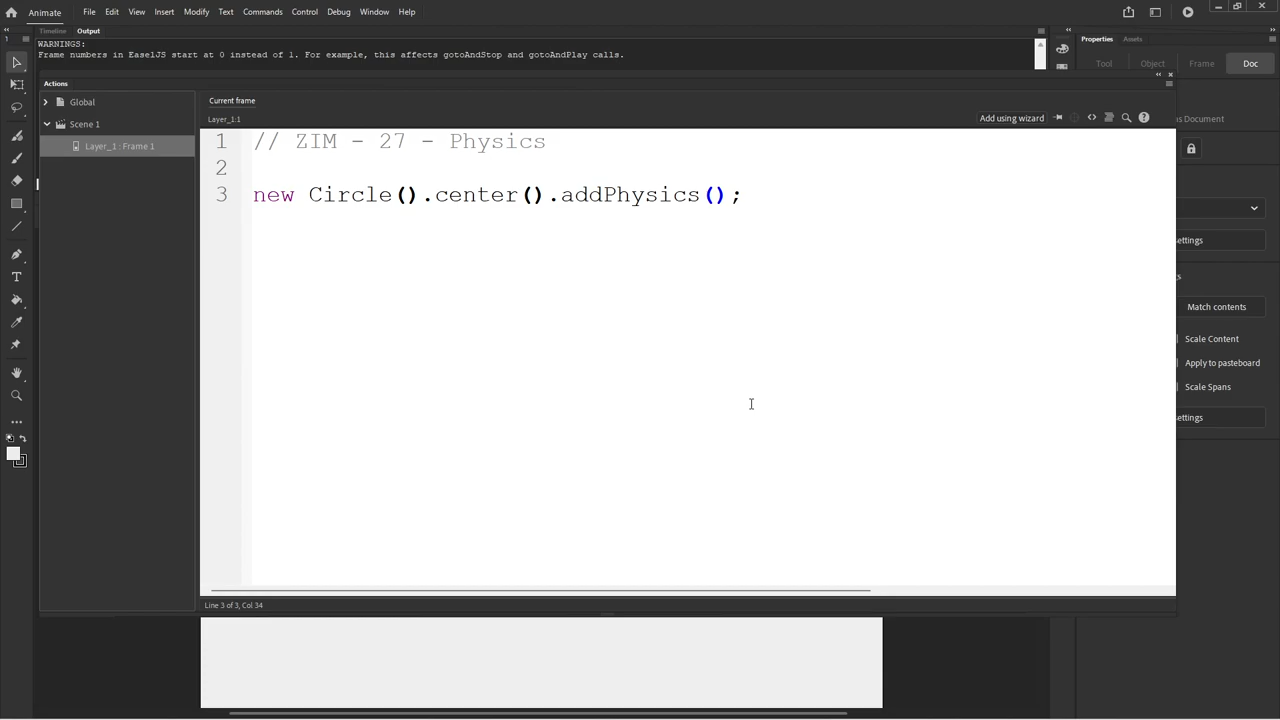 Animate File Edit View Insert Modify Text Commands Control Debug Window Help
Timeline Output
Properties Assets
WARNINGS:
Frame numbers in EaselJS start at 0 instead of 1. For example, this affects gotoAndStop and gotoAndPlay calls.
Tool Object Frame Doc
Actions
Global
Scene 1
Layer_1 : Frame 1
Current frame
Layer_1:1
Add using wizard
1 // ZIM - 27 - Physics
2
3 new Circle().center().addPhysics();
Document
Match contents
Scale Content
Apply to pasteboard
Scale Spans
Line 3 of 3, Col 34